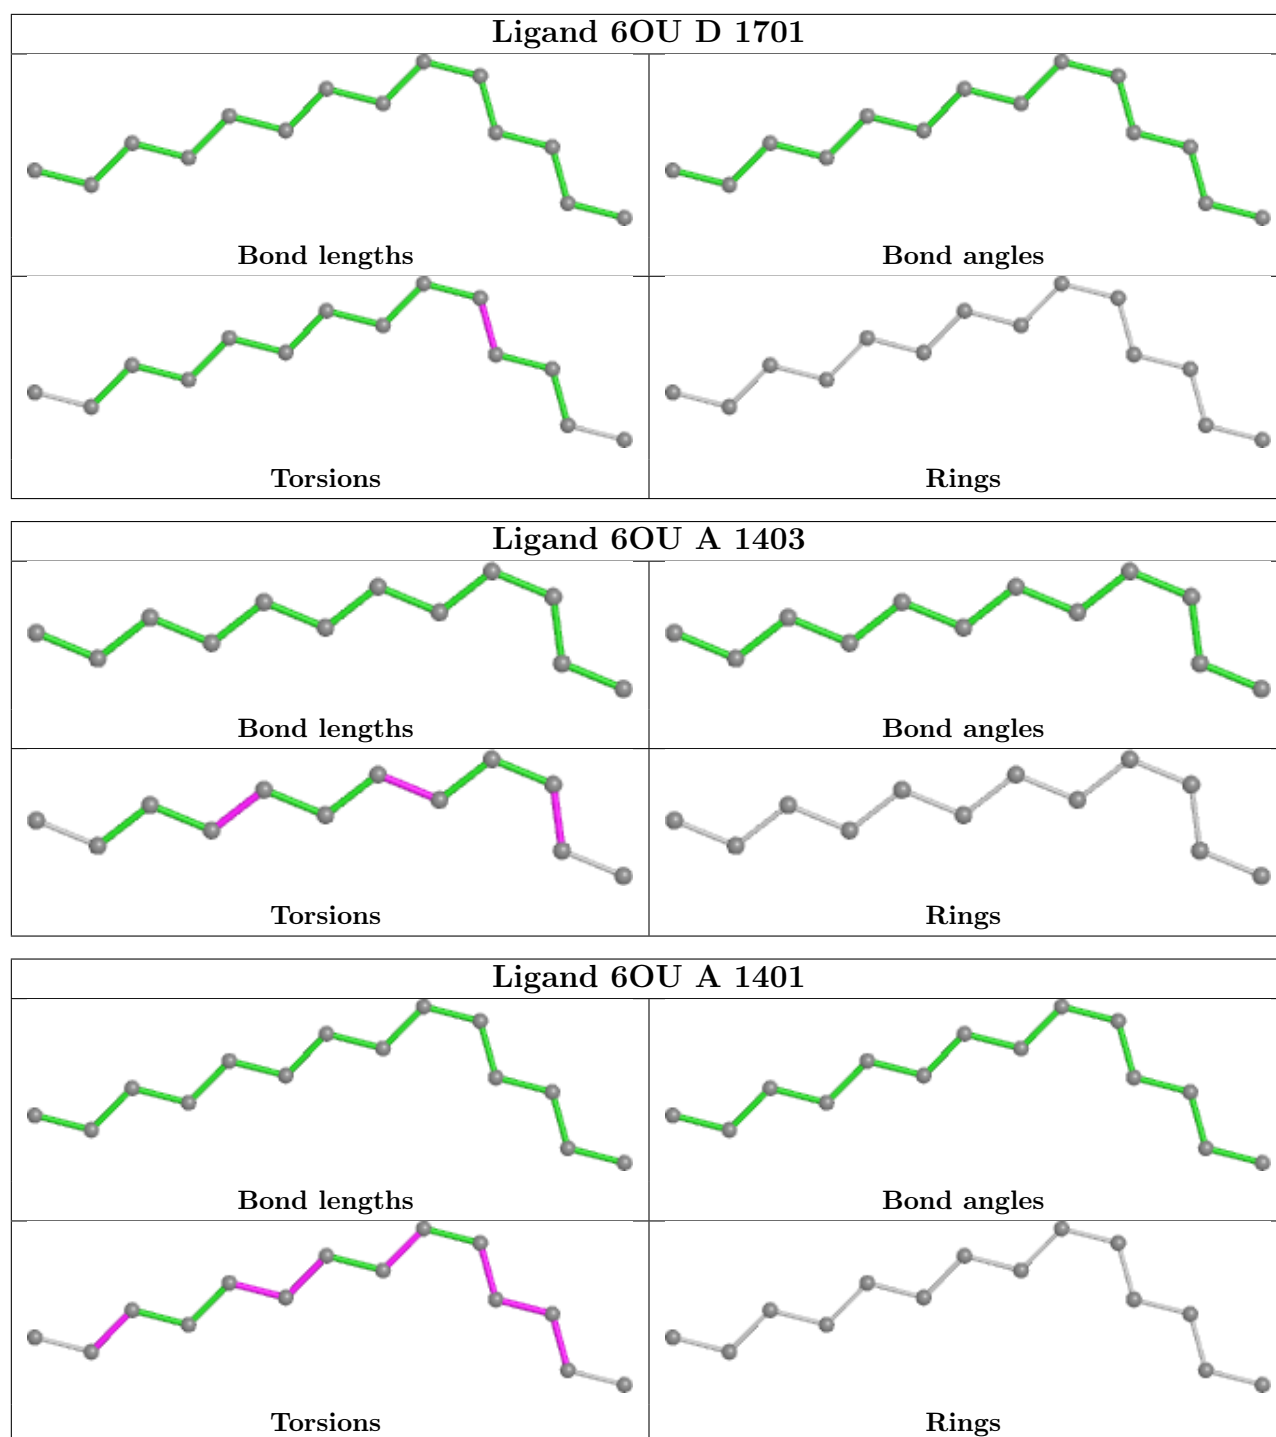 Ligand 6OU D 1701
Bond lengths
Bond angles
Torsions
Rings
Ligand 6OU A 1403
Bond lengths
Bond angles
Torsions
Rings
Ligand 6OU A 1401
Bond lengths
Bond angles
Torsions
Rings